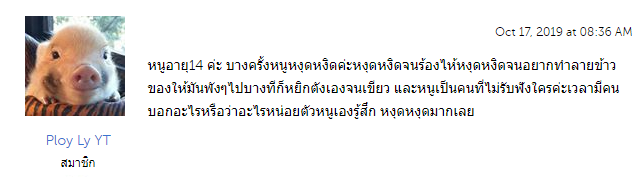 Oct 17, 2019 at 08:36 AM
หนูอายุ14 ค่ะ บางครั้งหนูหงุดหงิดค่ะหงุดหงิดจนร้องไห้หงุดหงิดจนอยากทำลายข้าว
ของให้มันพังๆไปบางทีก็หยิกตังเองจนเขียว และหนูเป็นคนที่ไม่รับฟังใครค่ะเวลามีคน
บอกอะไรหรือว่าอะไรหน่อยตัวหนูเองรู้สึก หงุดหงุดมากเลย
Ploy Ly YT
สมาชิก